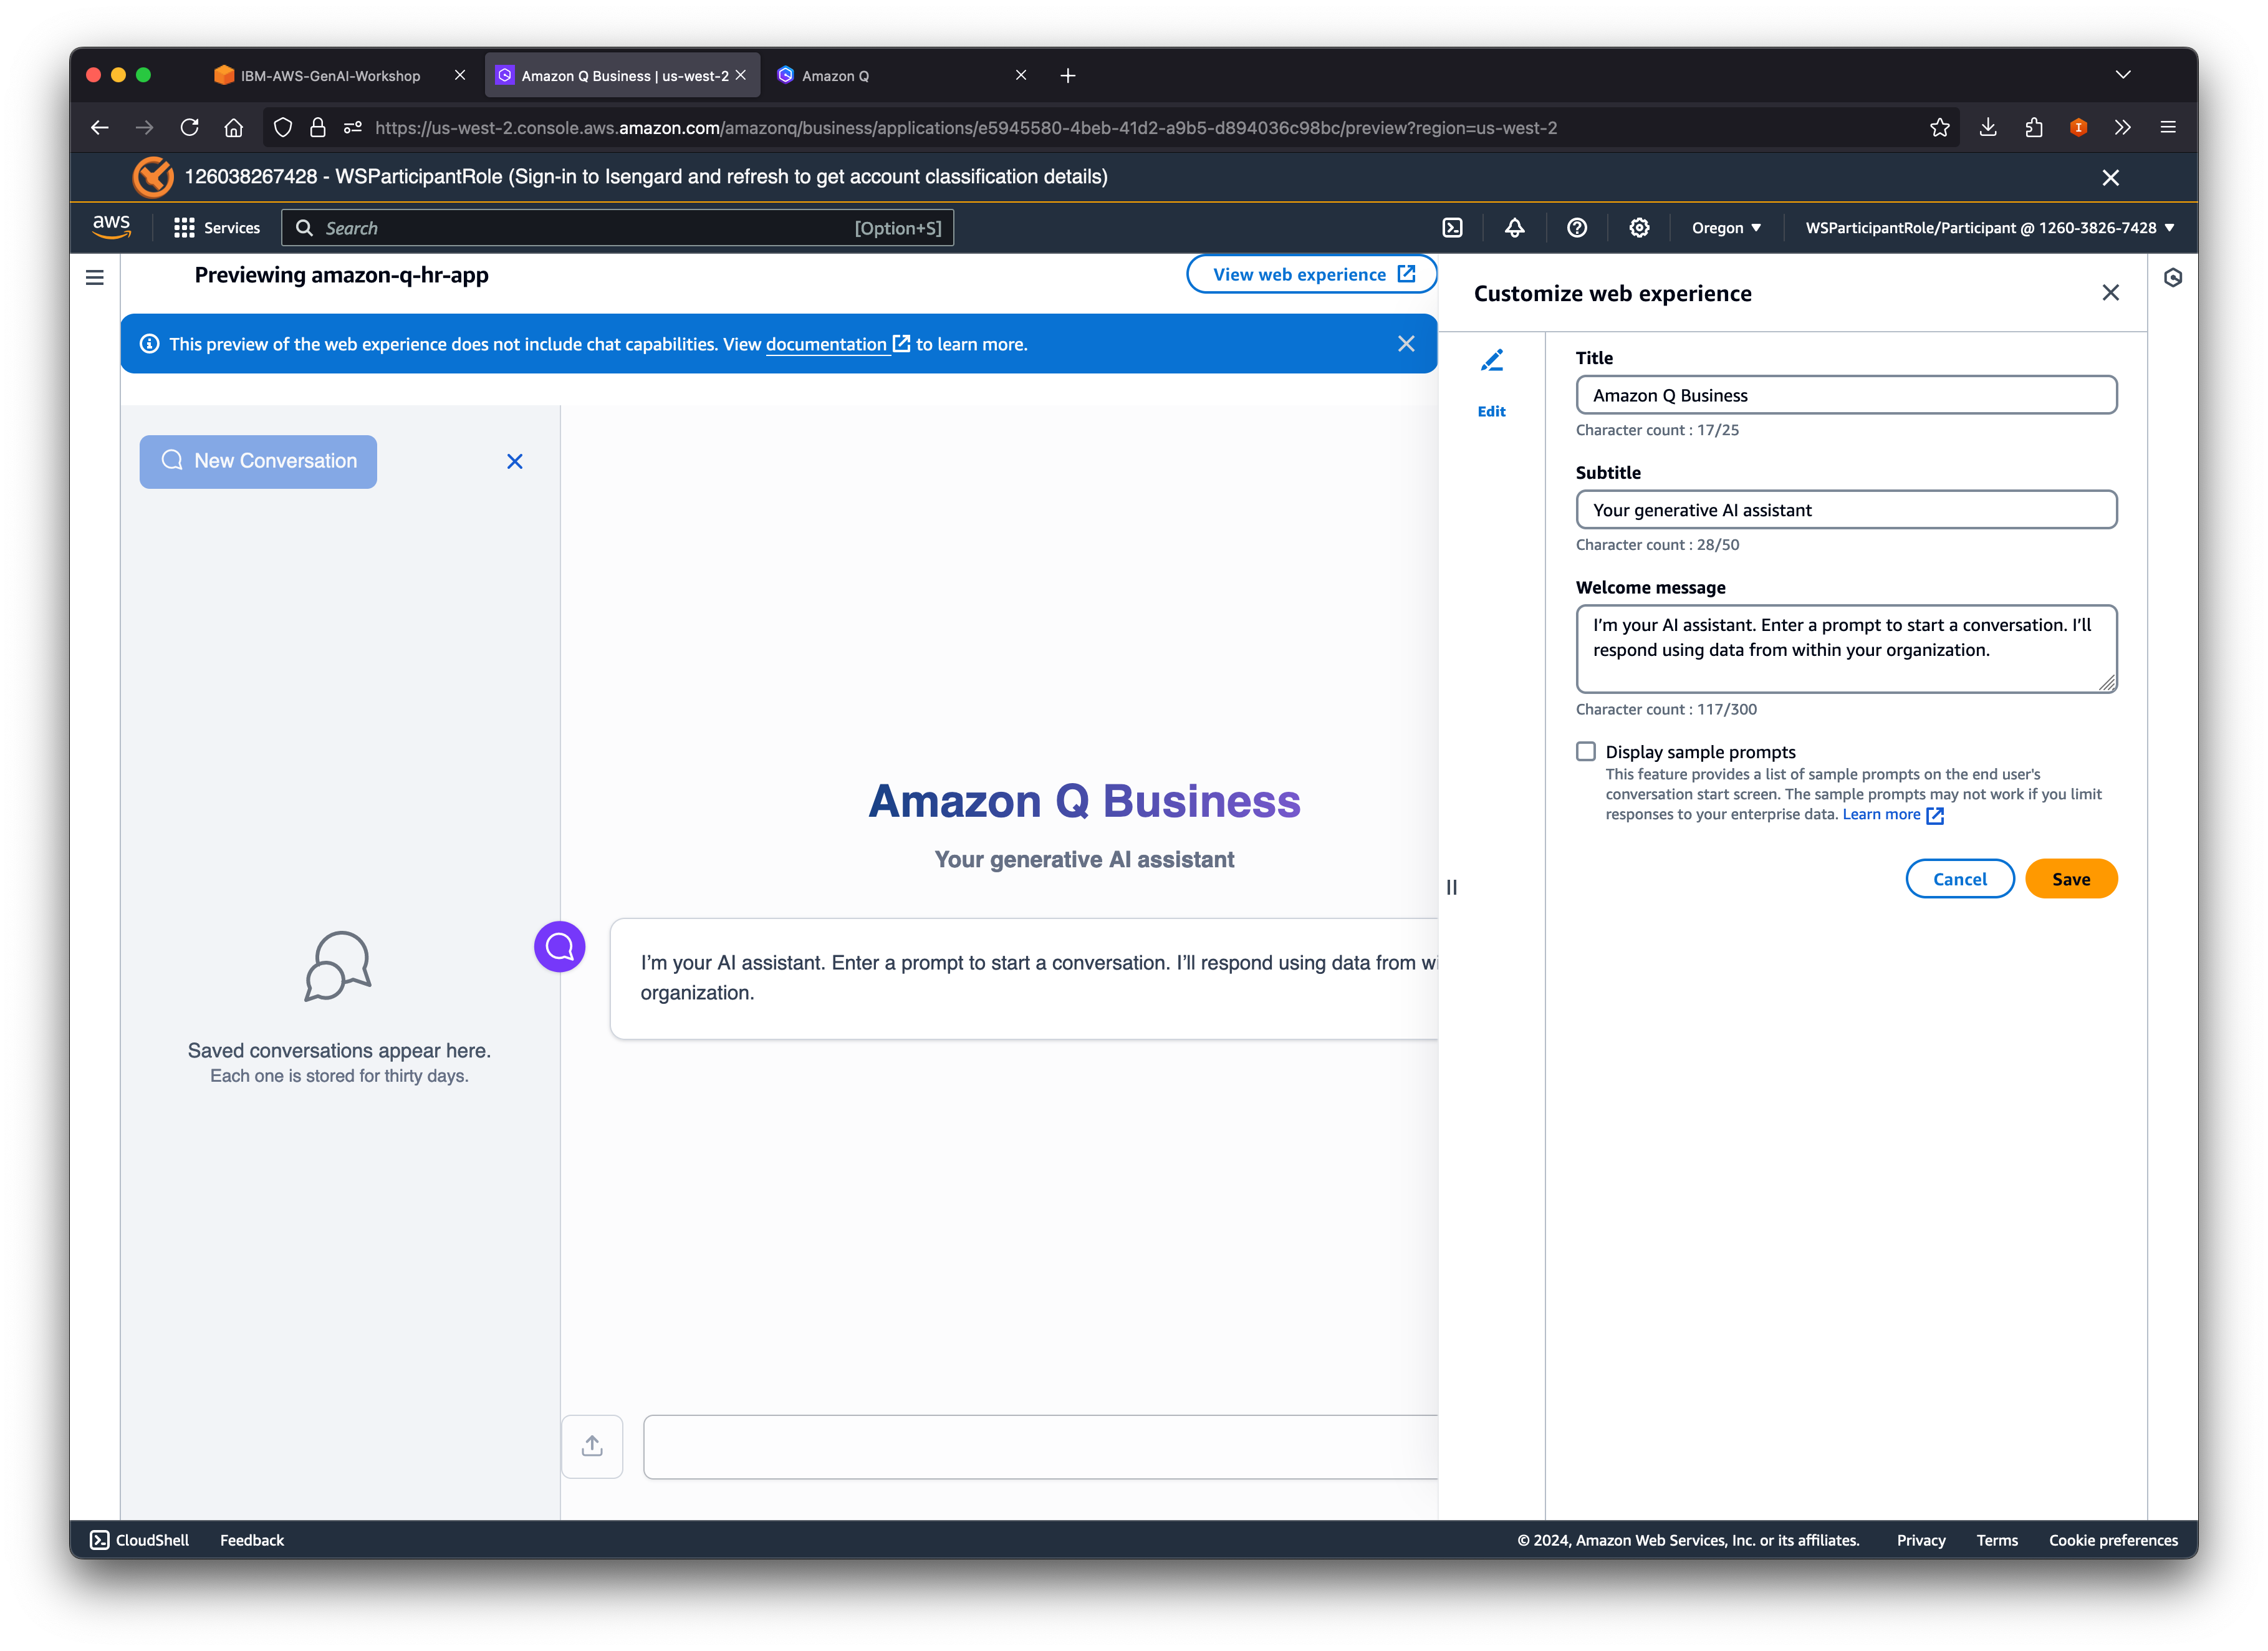 IBM-AWS-GenAI-Workshop
Amazon Q Business | us-west-2
Amazon Q
https://us-west-2.console.aws.amazon.com/amazonq/business/applications/e5945580-4beb-41d2-a9b5-d894036c98bc/preview?region=us-west-2
126038267428 - WSParticipantRole (Sign-in to Isengard and refresh to get account classification details)
aws
Services
Search
[Option+S]
Oregon
WSParticipantRole/Participant @ 1260-3826-7428
Previewing amazon-q-hr-app
View web experience
This preview of the web experience does not include chat capabilities. View documentation to learn more.
New Conversation
Saved conversations appear here.
Each one is stored for thirty days.
Amazon Q Business
Your generative AI assistant
I'm your AI assistant. Enter a prompt to start a conversation. I'll respond using data from wi
organization.
Customize web experience
Edit
Title
Amazon Q Business
Character count : 17/25
Subtitle
Your generative AI assistant
Character count : 28/50
Welcome message
I'm your AI assistant. Enter a prompt to start a conversation. I'll
respond using data from within your organization.
Character count : 117/300
Display sample prompts
This feature provides a list of sample prompts on the end user's
conversation start screen. The sample prompts may not work if you limit
responses to your enterprise data. Learn more
Cancel
Save
CloudShell
Feedback
© 2024, Amazon Web Services, Inc. or its affiliates.
Privacy
Terms
Cookie preferences